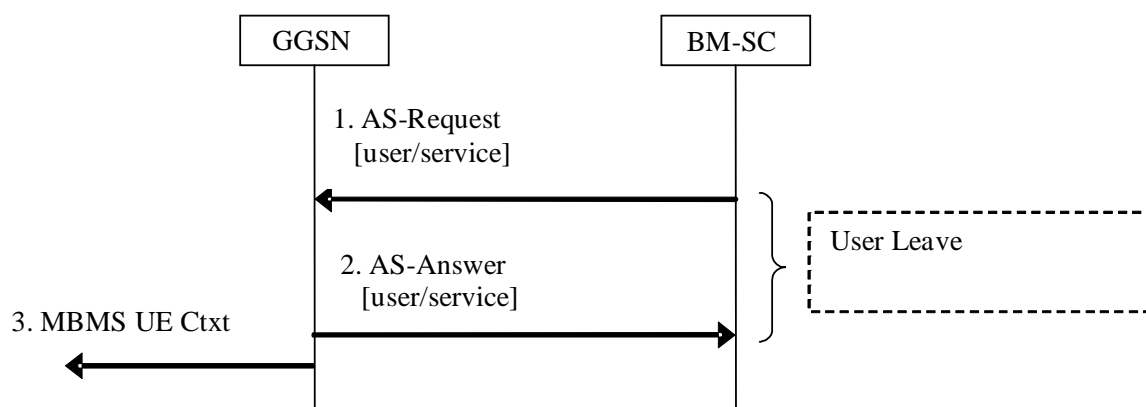 GGSN
BM-SC
1. AS-Request
[user/service]
User Leave
2. AS-Answer
[user/service]
3. MBMS UE Ctxt